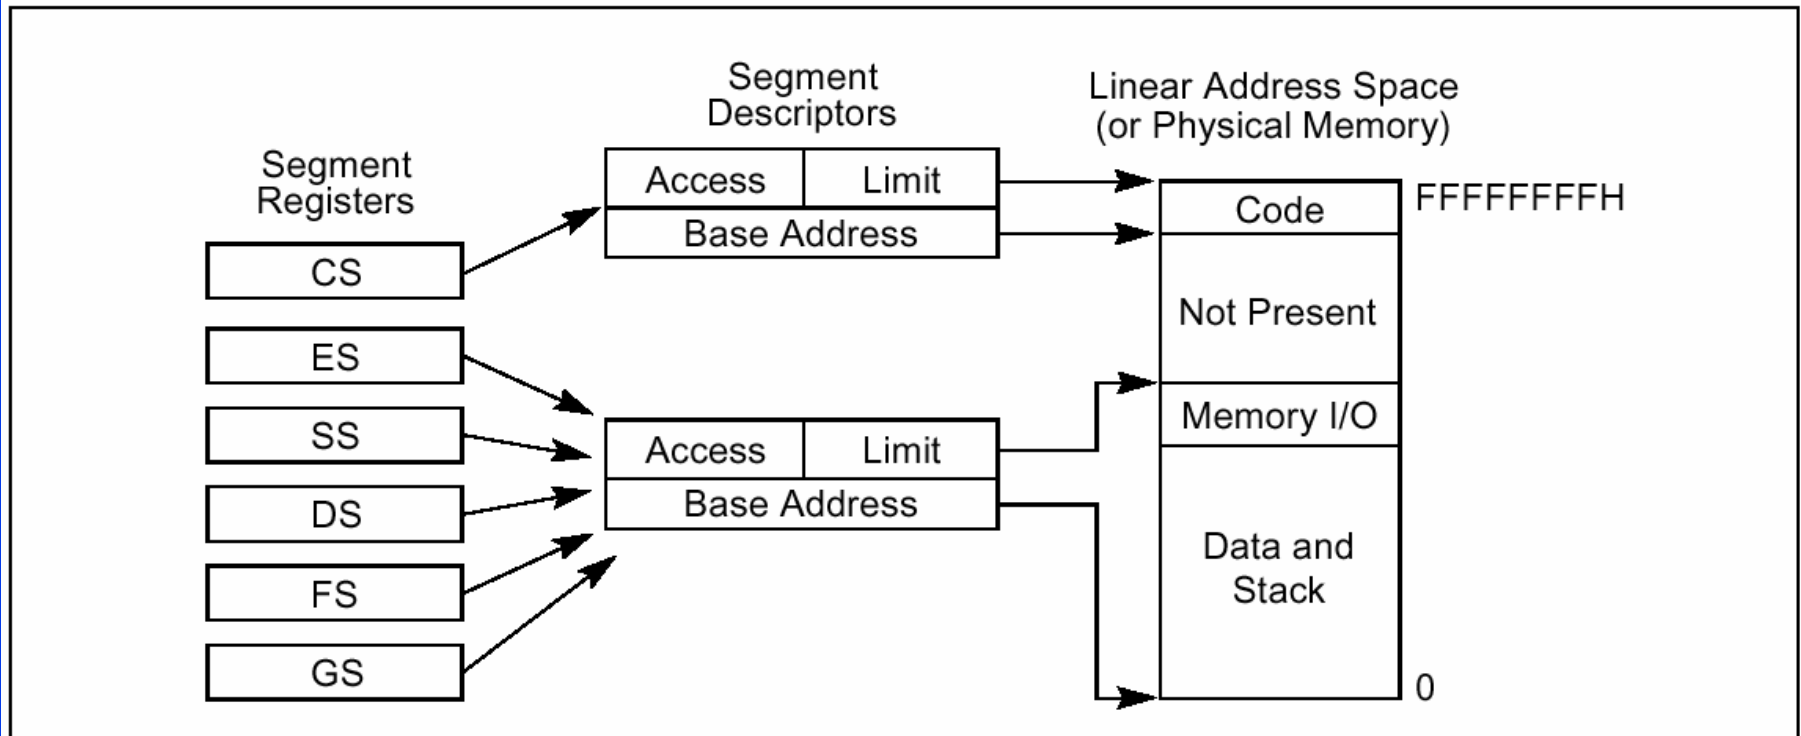 Segment
Registers
CS
ES
SS
DS
FS
GS
Segment
Descriptors
Access
Limit
Base Address
Access
Limit
Base Address
Linear Address Space
(or Physical Memory)
Code
Not Present
Memory I/O
Data and
Stack
FFFFFFFFH
0